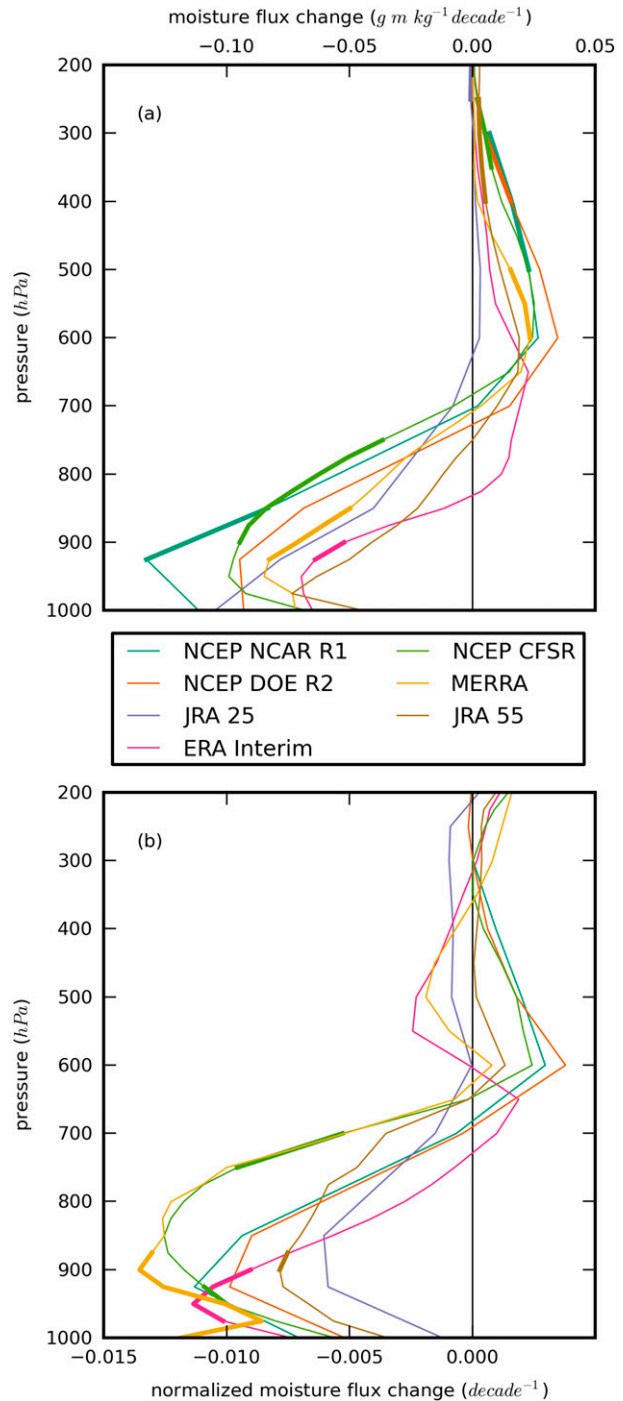 moisture flux change (g m kg⁻¹decade⁻¹)
−0.10 −0.05 0.00 0.05
200
(a)
300
400
500
600
700
800
900
1000
pressure (hPa)
NCEP NCAR R1
NCEP CFSR
NCEP DOE R2
MERRA
JRA 25
JRA 55
ERA Interim
200
(b)
300
400
500
600
700
800
900
1000
pressure (hPa)
−0.015 −0.010 −0.005 0.000
normalized moisture flux change (decade⁻¹)